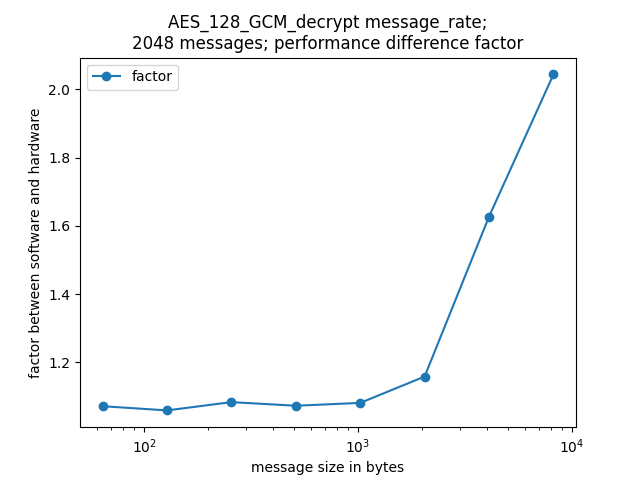 AES_128_GCM_decrypt message_rate;
2048 messages; performance difference factor
factor
factor between software and hardware
2.0
1.8
1.6
1.4
1.2
10²
10³
10⁴
message size in bytes